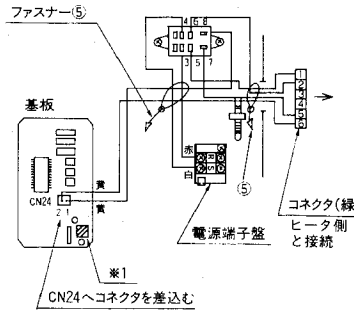 ファスナー⑤
4 6 8
3 5 7
基板
1
2
3
4
5
6
黄
CN24
黄
2 1
赤
白
R
S
⑤
コネクタ(緑
ヒータ側
と接続
電源端子盤
※1
CN24へコネクタを差込む